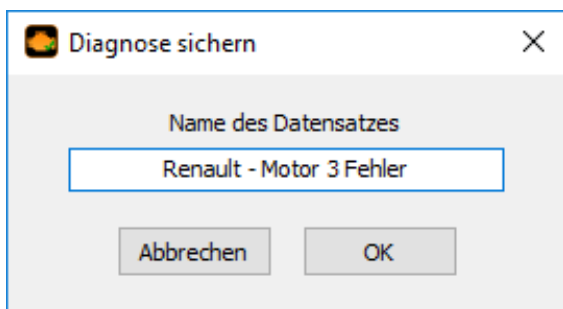 Diagnose sichern
Name des Datensatzes
Renault - Motor 3 Fehler
Abbrechen OK